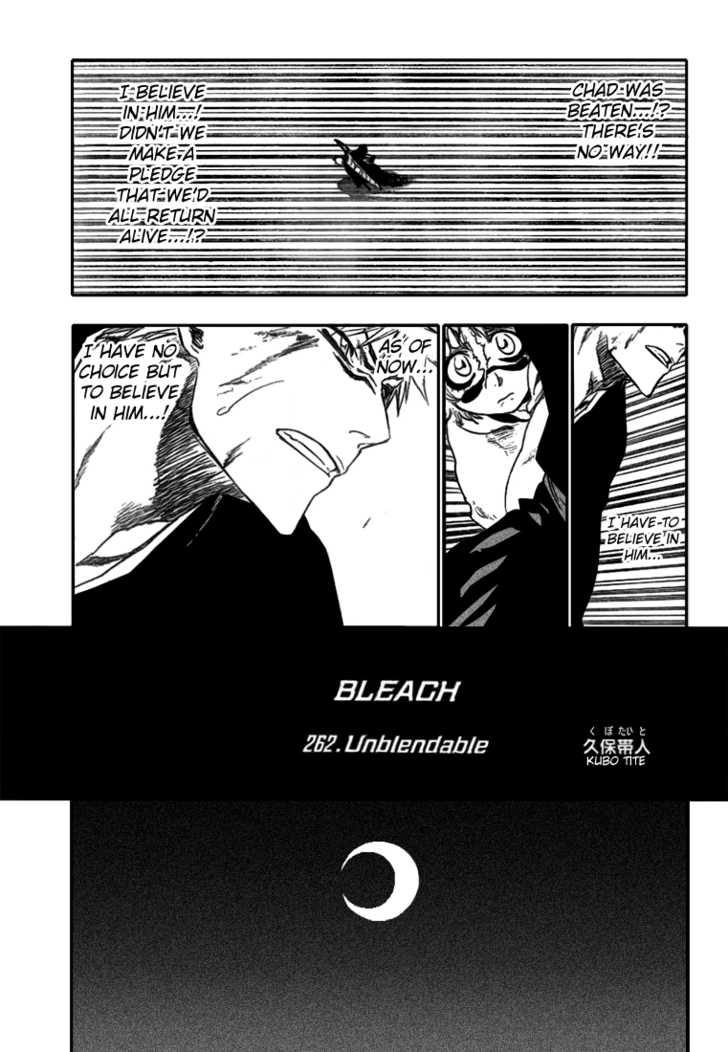 CHAD WAS
BEATEN...!?
THERE'S
NO WAY!!
I BELIEVE
IN HIM...!
DIDN'T WE
MAKE A
PLEDGE
THAT WE'D
ALL RETURN
ALIVE...!?
I HAVE TO
BELIEVE IN
HIM...
AS OF
NOW...
I HAVE NO
CHOICE BUT
TO BELIEVE
IN HIM...!
BLEACH
262.Unblendable
く ぼ たい と
久保帯人
KUBO TITE